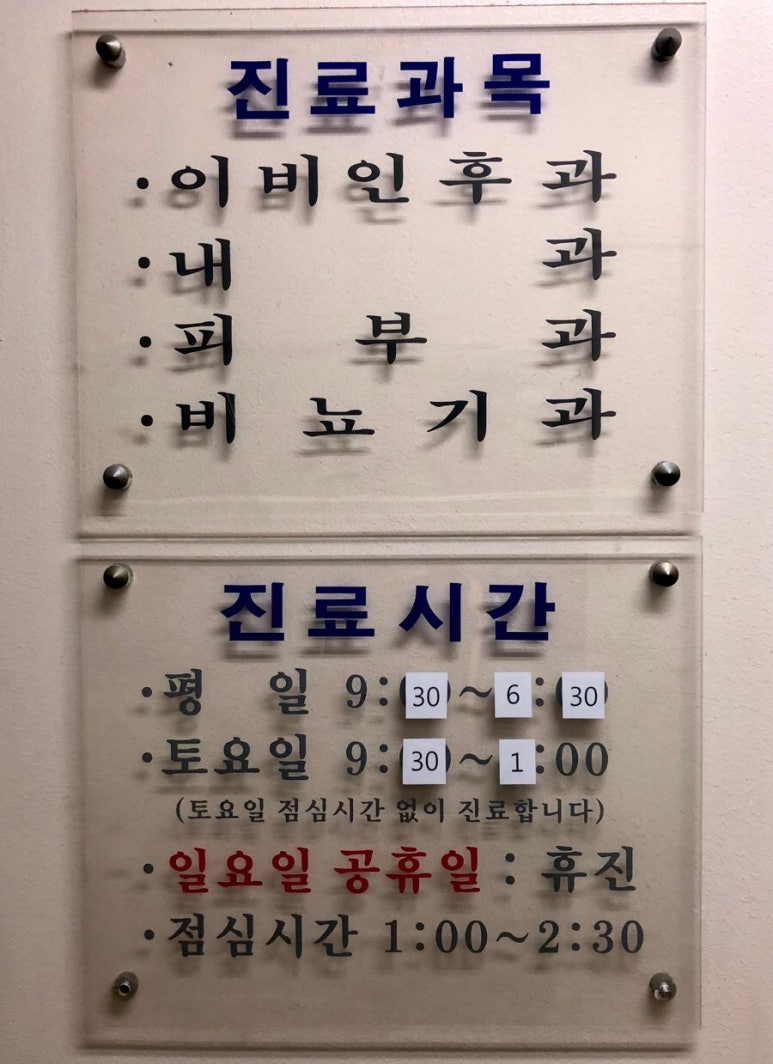 진료과목
·이비인후과
·내 과
·피 부 과
·비 뇨 기 과
진료시간
·평 일 9:30~6:30
·토요일 9:30~1:00
(토요일 점심시간 없이 진료합니다)
·일요일 공휴일 : 휴진
·점심시간 1:00~2:30